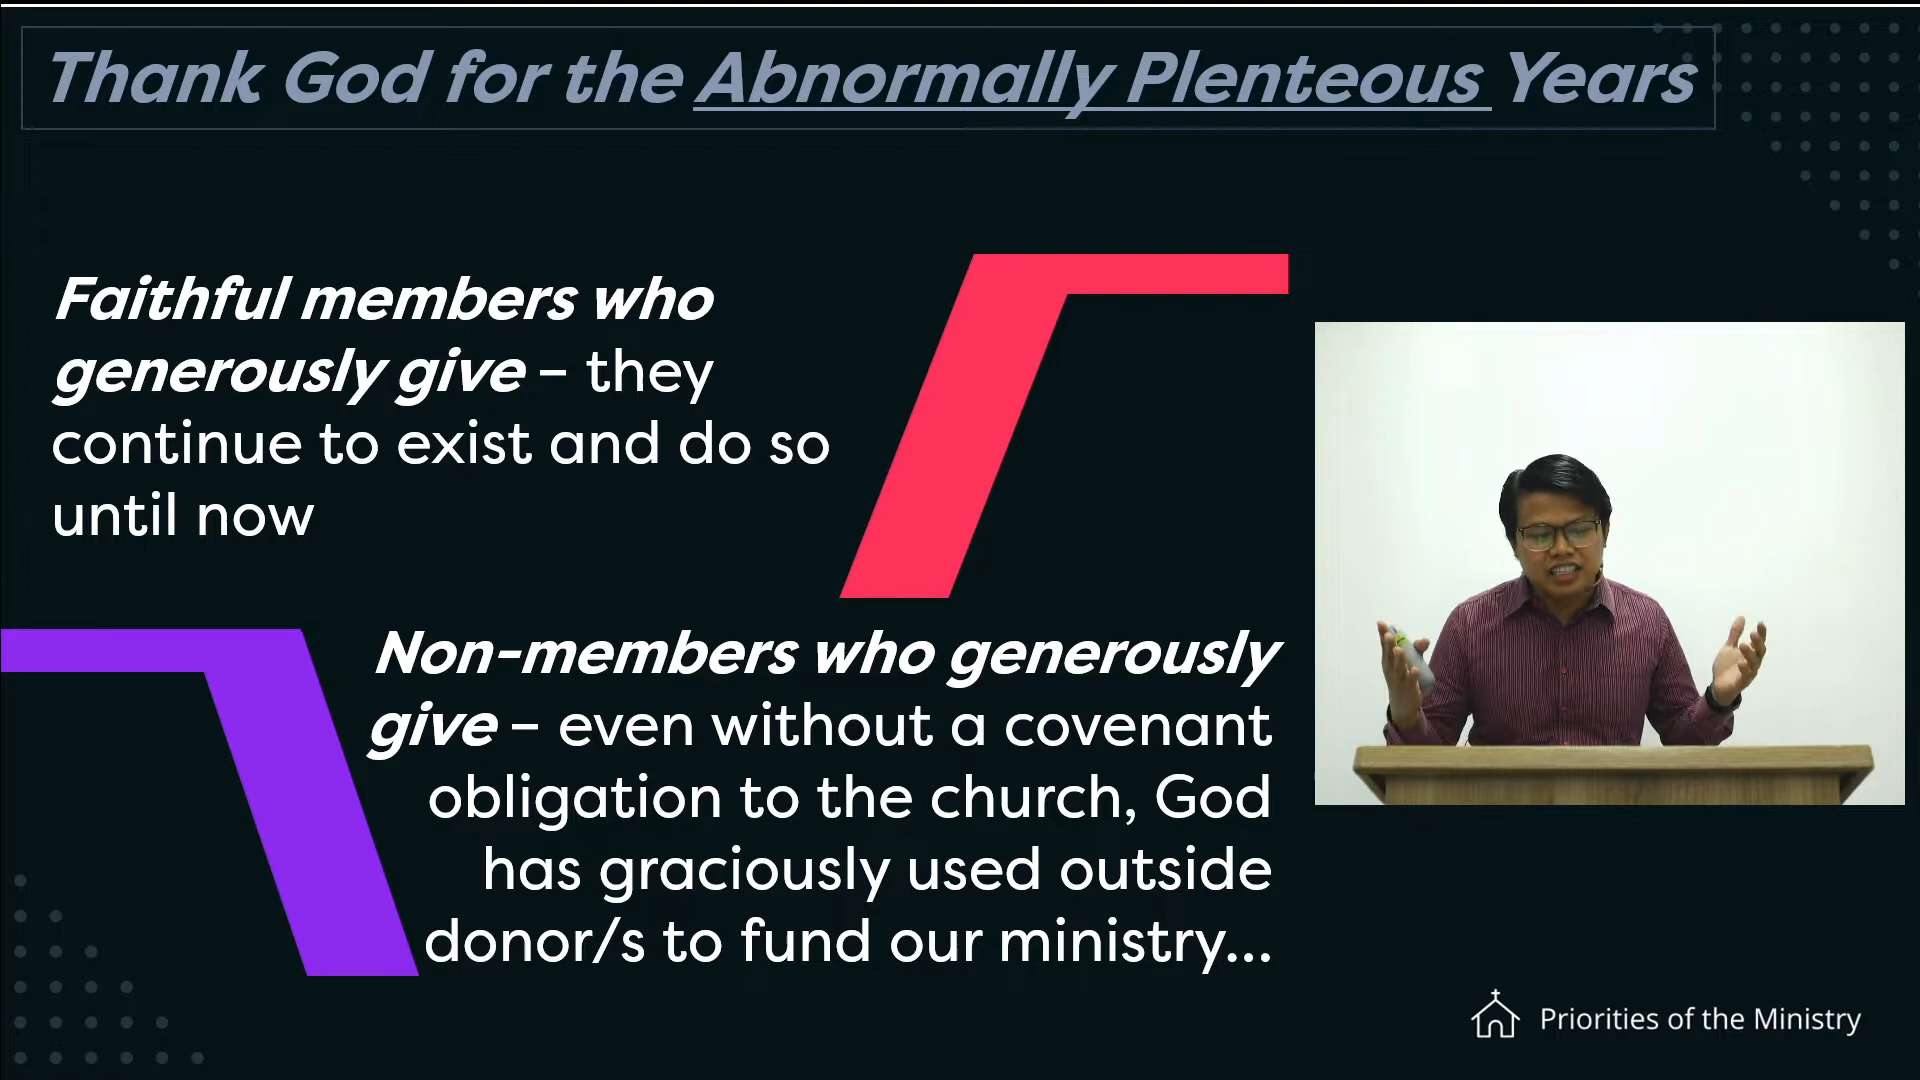 Thank God for the Abnormally Plenteous Years
Faithful members who
generously give – they
continue to exist and do so
until now
Non-members who generously
give – even without a covenant
obligation to the church, God
has graciously used outside
donor/s to fund our ministry...
Priorities of the Ministry